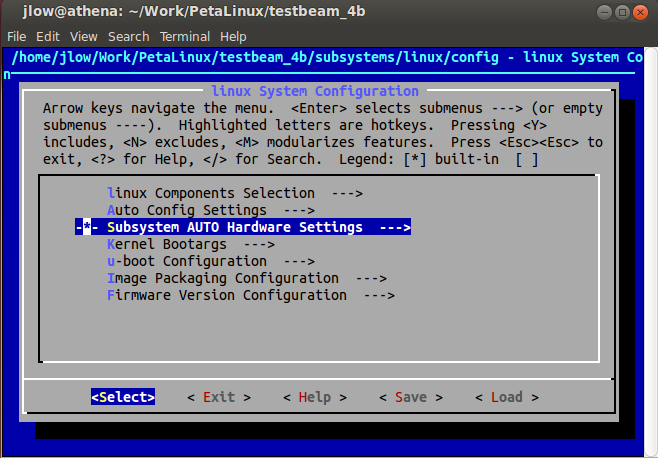 jlow@athena: ~/Work/PetaLinux/testbeam_4b
File Edit View Search Terminal Help
/home/jlow/Work/PetaLinux/testbeam_4b/subsystems/linux/config - linux System Co
n
linux System Configuration
Arrow keys navigate the menu. <Enter> selects submenus ---> (or empty
submenus ----). Highlighted letters are hotkeys. Pressing <Y>
includes, <N> excludes, <M> modularizes features. Press <Esc><Esc> to
exit, <?> for Help, </> for Search. Legend: [*] built-in [ ]
linux Components Selection --->
Auto Config Settings --->
-*- Subsystem AUTO Hardware Settings --->
Kernel Bootargs --->
u-boot Configuration --->
Image Packaging Configuration --->
Firmware Version Configuration --->
<Select> < Exit > < Help > < Save > < Load >